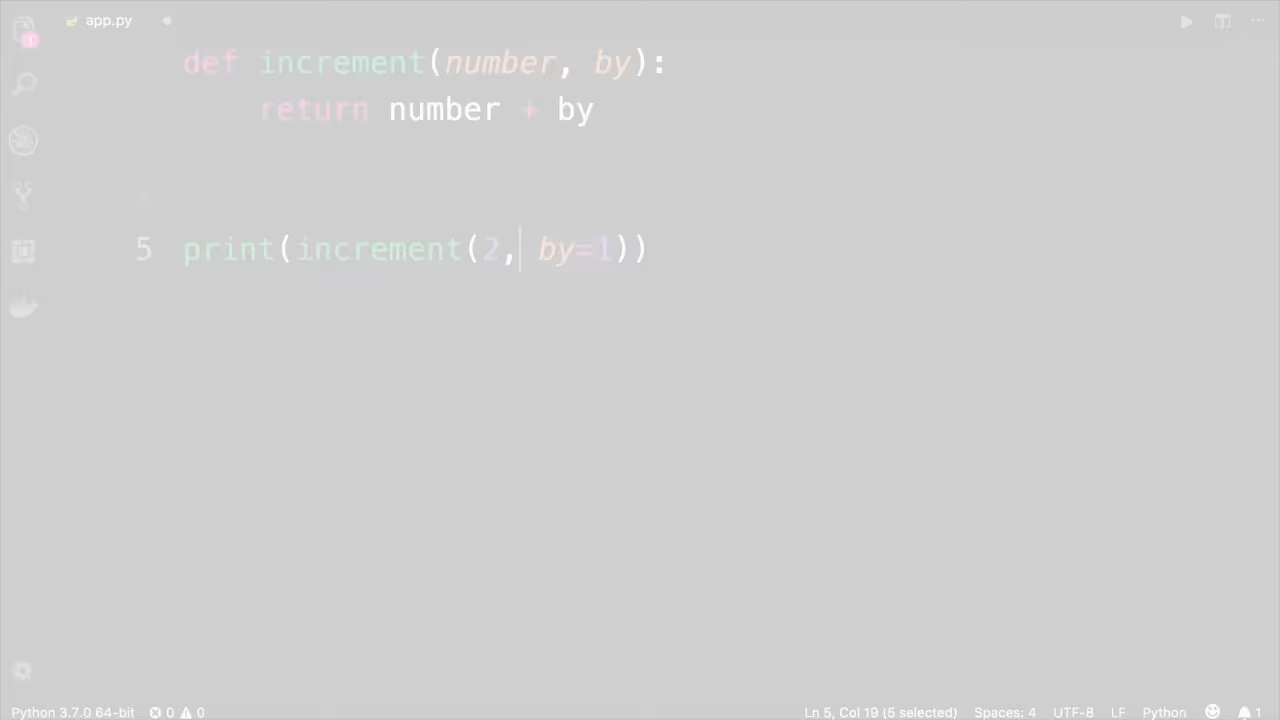 app.py
def increment(number, by):
return number + by
5 print(increment(2, by=1))
Python 3.7.0 64-bit 0 0 Ln 5, Col 19 (5 selected) Spaces: 4 UTF-8 LF Python 1